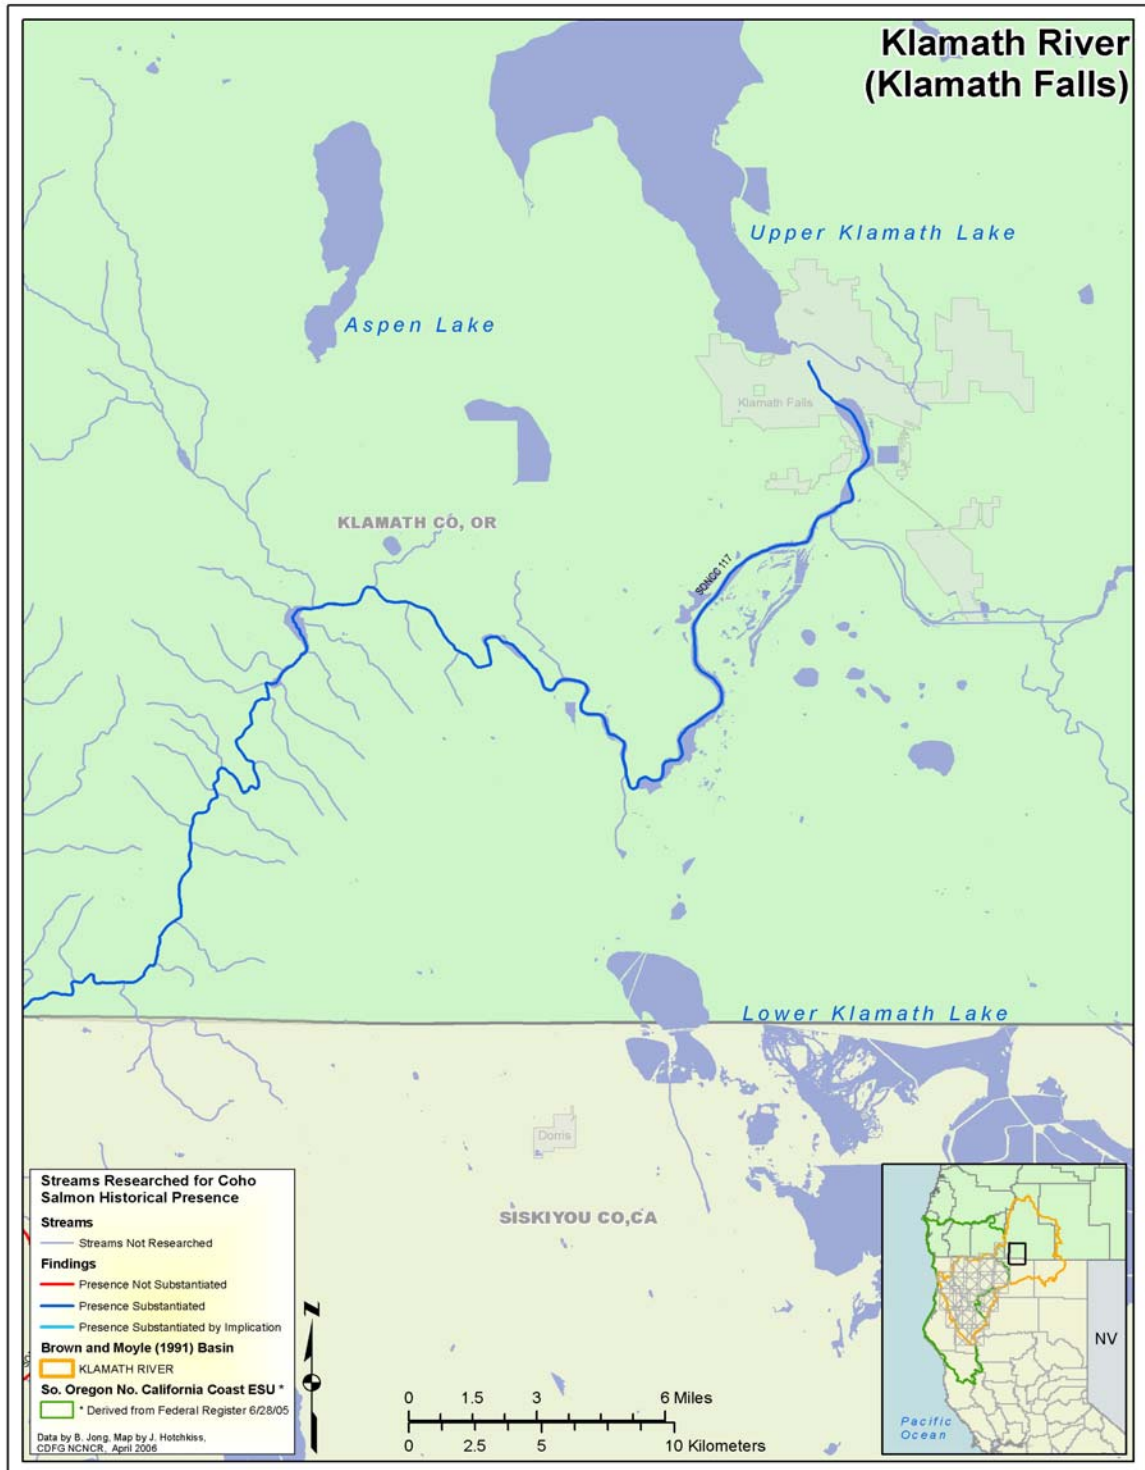 Klamath River
(Klamath Falls)
Upper Klamath Lake
Aspen Lake
Klamath Falls
KLAMATH CO, OR
SONCC 117
Lower Klamath Lake
Dorris
SISKIYOU CO,CA
Streams Researched for Coho
Salmon Historical Presence
Streams
Streams Not Researched
Findings
Presence Not Substantiated
Presence Substantiated
Presence Substantiated by Implication
Brown and Moyle (1991) Basin
KLAMATH RIVER
So. Oregon No. California Coast ESU *
* Derived from Federal Register 6/28/05
Data by B. Jong, Map by J. Hotchkiss,
CDFG NCNCR, April 2006
N
0 1.5 3 6 Miles
0 2.5 5 10 Kilometers
NV
Pacific
Ocean